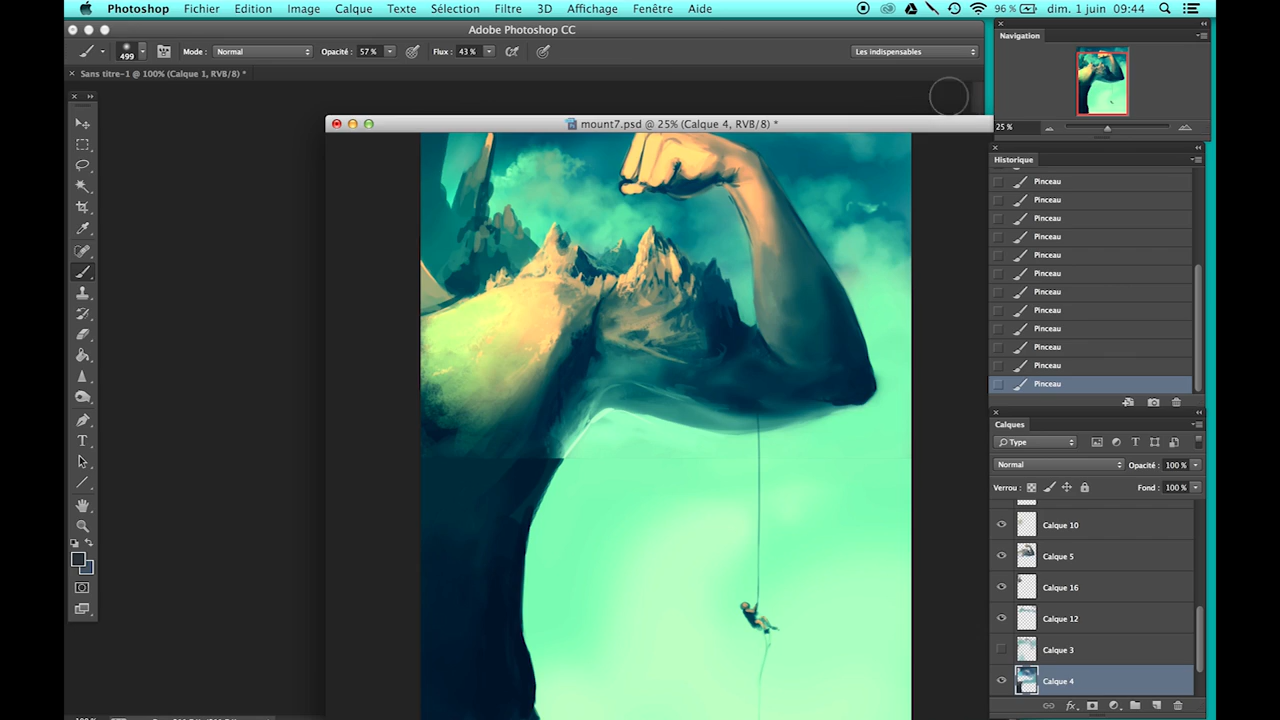 Photoshop Fichier Edition Image Calque Texte Sélection Filtre 3D Affichage Fenêtre Aide 96 % dim. 1 juin 09:44
Adobe Photoshop CC
499 Mode : Normal Opacité : 57 % Flux : 43 % Les indispensables
× Sans titre-1 @ 100% (Calque 1, RVB/8) *
mount7.psd @ 25% (Calque 4, RVB/8) *
Navigation
25 %
Historique
Pinceau
Pinceau
Pinceau
Pinceau
Pinceau
Pinceau
Pinceau
Pinceau
Pinceau
Pinceau
Pinceau
Pinceau
Calques
Type
Normal Opacité : 100 %
Verrou : Fond : 100 %
Calque 10
Calque 5
Calque 16
Calque 12
Calque 3
Calque 4
fx